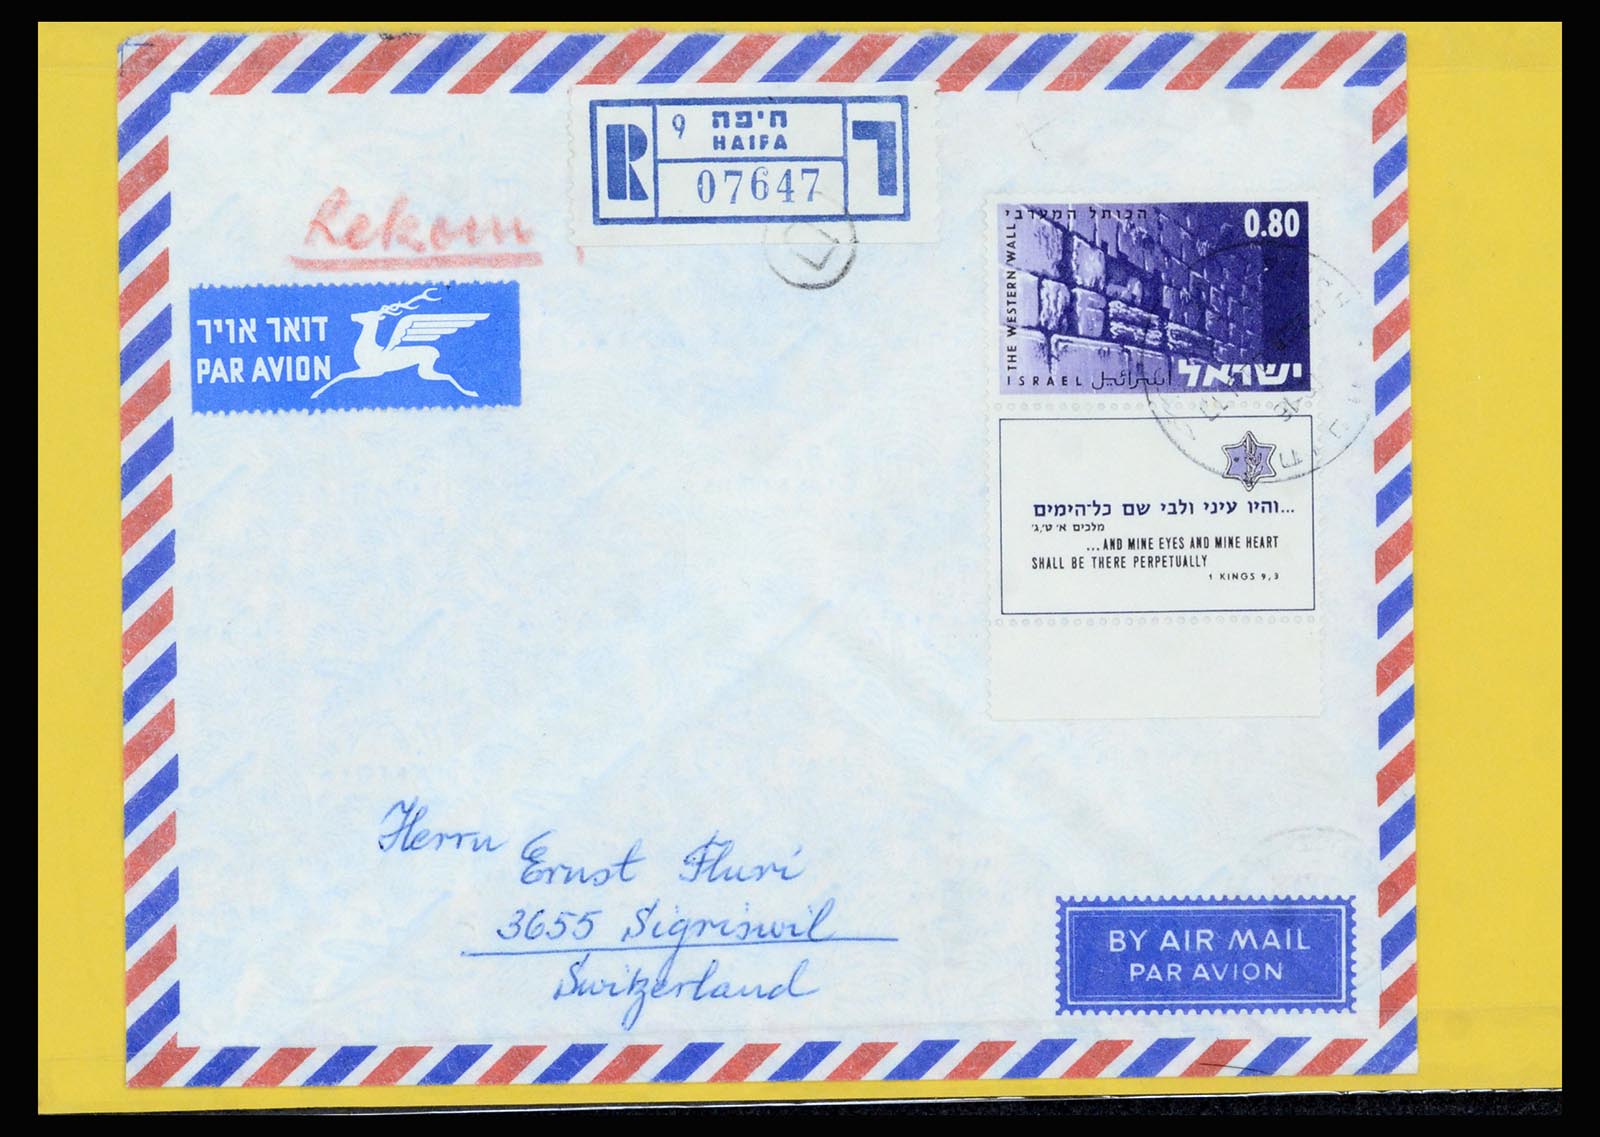 R 9 חיפה ר
HAIFA
07647
Rekom
דואר אויר
PAR AVION
הכותל המערבי
0.80
THE WESTERN WALL
ISRAEL إسرائيل ישראל
...והיו עיני ולבי שם כל־הימים
מלכים א׳ ט׳, ג׳
...AND MINE EYES AND MINE HEART
SHALL BE THERE PERPETUALLY
1 KINGS 9,3
Herrn
Ernst Fluri
3655 Sigriswil
Switzerland
BY AIR MAIL
PAR AVION